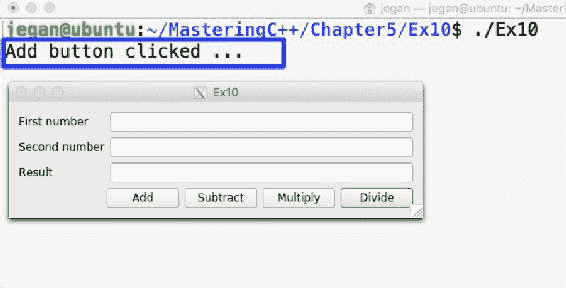 jegan — jegan@ubuntu: ~/Masteri
jegan@ubuntu:~/MasteringC++/Chapter5/Ex10$ ./Ex10
Add button clicked ...
Ex10
First number
Second number
Result
Add Subtract Multiply Divide